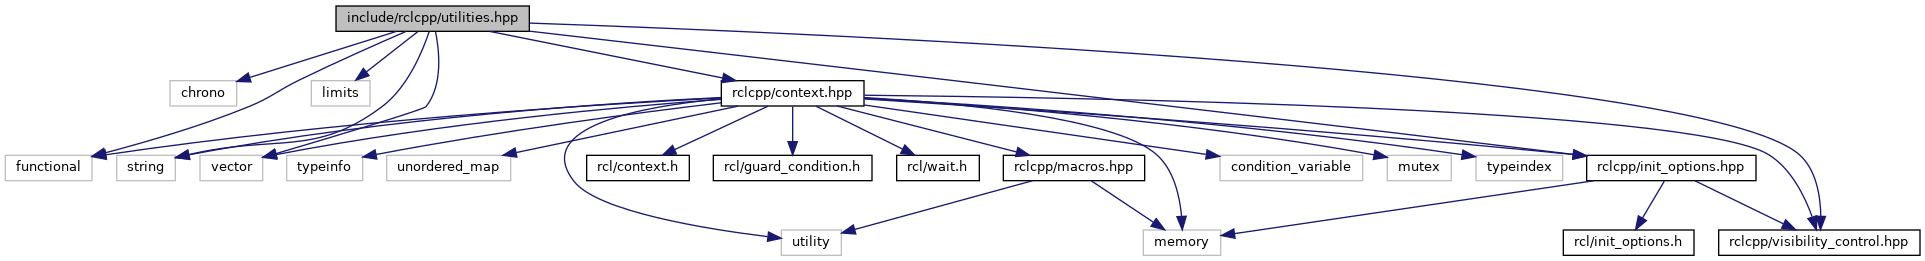 include/rclcpp/utilities.hpp
chrono
limits
rclcpp/context.hpp
functional
string
vector
typeinfo
unordered_map
rcl/context.h
rcl/guard_condition.h
rcl/wait.h
rclcpp/macros.hpp
condition_variable
mutex
typeindex
rclcpp/init_options.hpp
utility
memory
rcl/init_options.h
rclcpp/visibility_control.hpp